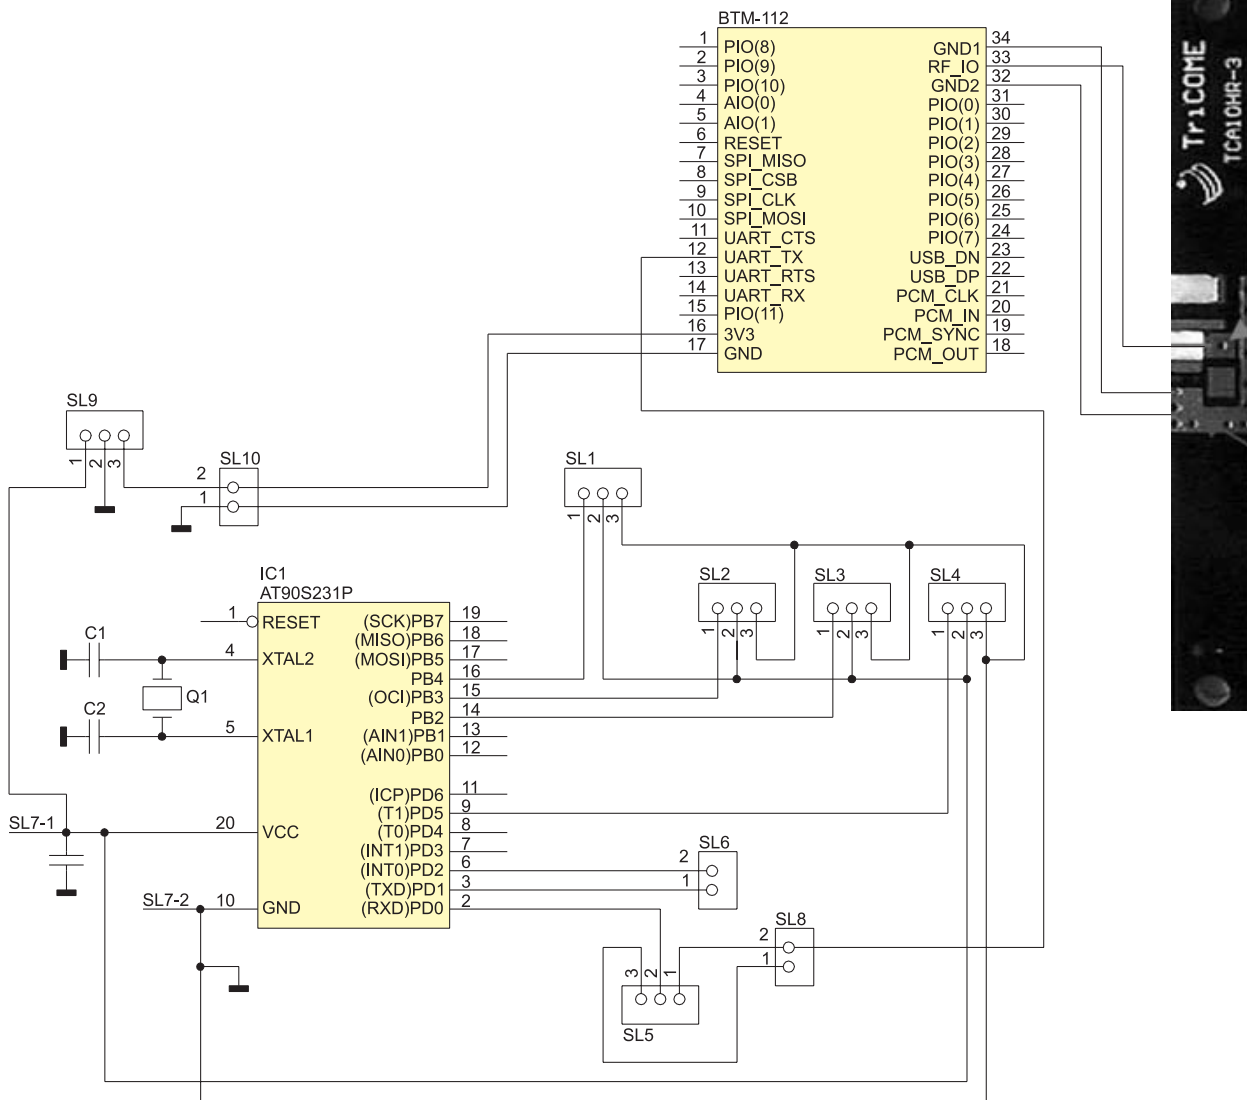 BTM-112
1 PIO(8) GND1 34
2 PIO(9) RF_IO 33
3 PIO(10) GND2 32
4 AIO(0) PIO(0) 31
5 AIO(1) PIO(1) 30
6 RESET PIO(2) 29
7 SPI_MISO PIO(3) 28
8 SPI_CSB PIO(4) 27
9 SPI_CLK PIO(5) 26
10 SPI_MOSI PIO(6) 25
11 UART_CTS PIO(7) 24
12 UART_TX USB_DN 23
13 UART_RTS USB_DP 22
14 UART_RX PCM_CLK 21
15 PIO(11) PCM_IN 20
16 3V3 PCM_SYNC 19
17 GND PCM_OUT 18
TriCOME
TCA10HR-3
SL9
1 2 3
SL10
2
1
SL1
1 2 3
SL2
1 2 3
SL3
1 2 3
SL4
1 2 3
IC1
AT90S231P
1 RESET (SCK)PB7 19
(MISO)PB6 18
4 XTAL2 (MOSI)PB5 17
PB4 16
(OCI)PB3 15
PB2 14
5 XTAL1 (AIN1)PB1 13
(AIN0)PB0 12
(ICP)PD6 11
(T1)PD5 9
20 VCC (T0)PD4 8
(INT1)PD3 7
(INT0)PD2 6
(TXD)PD1 3
10 GND (RXD)PD0 2
C1
Q1
C2
SL7-1
SL7-2
SL6
2
1
SL8
2
1
3 2 1
SL5